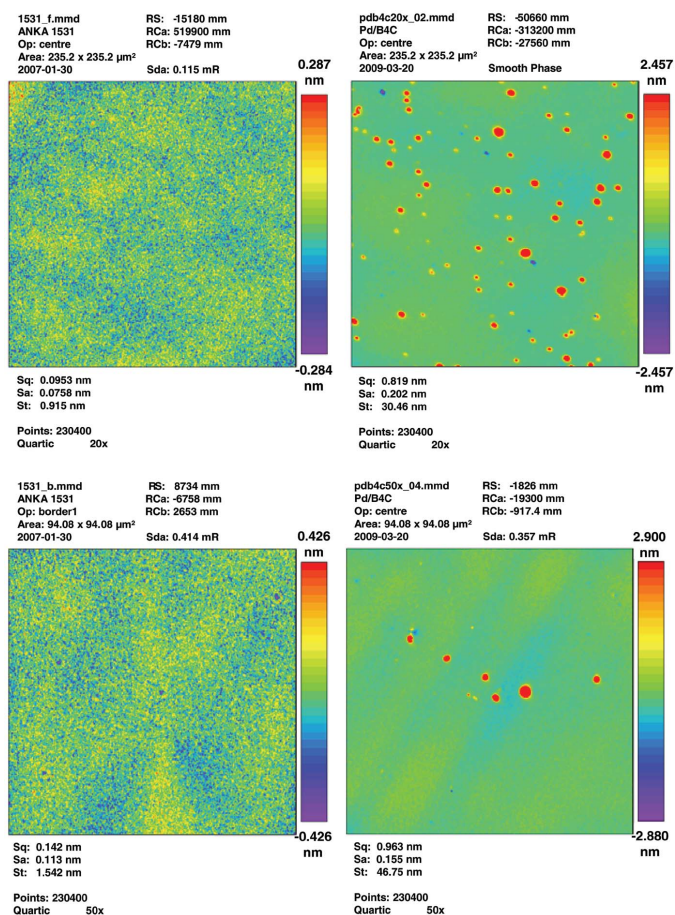 1531_f.mmd RS: -15180 mm
ANKA 1531 RCa: 519900 mm
Op: centre RCb: -7479 mm
Area: 235.2 x 235.2 µm²
2007-01-30 Sda: 0.115 mR 0.287
nm
-0.284
nm
Sq: 0.0953 nm
Sa: 0.0758 nm
St: 0.915 nm
Points: 230400
Quartic 20x
pdb4c20x_02.mmd RS: -50660 mm
Pd/B4C RCa: -313200 mm
Op: centre RCb: -27560 mm
Area: 235.2 x 235.2 µm²
2009-03-20 Smooth Phase 2.457
nm
-2.457
nm
Sq: 0.819 nm
Sa: 0.202 nm
St: 30.46 nm
Points: 230400
Quartic 20x
1531_b.mmd RS: 8734 mm
ANKA 1531 RCa: -6758 mm
Op: border1 RCb: 2653 mm
Area: 94.08 x 94.08 µm²
2007-01-30 Sda: 0.414 mR 0.426
nm
-0.426
nm
Sq: 0.142 nm
Sa: 0.113 nm
St: 1.542 nm
Points: 230400
Quartic 50x
pdb4c50x_04.mmd RS: -1826 mm
Pd/B4C RCa: -19300 mm
Op: centre RCb: -917.4 mm
Area: 94.08 x 94.08 µm²
2009-03-20 Sda: 0.357 mR 2.900
nm
-2.880
nm
Sq: 0.963 nm
Sa: 0.155 nm
St: 46.75 nm
Points: 230400
Quartic 50x